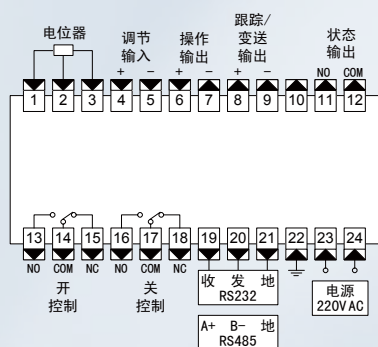 电位器
调节
输入
操作
输出
跟踪/
变送
输出
状态
输出
+ − + − + − NO COM
1 2 3 4 5 6 7 8 9 10 11 12
13 14 15 16 17 18 19 20 21 22 23 24
NO COM NC NO COM NC
开
控制
关
控制
收 发 地
RS232
A+ B- 地
RS485
电源
220V AC